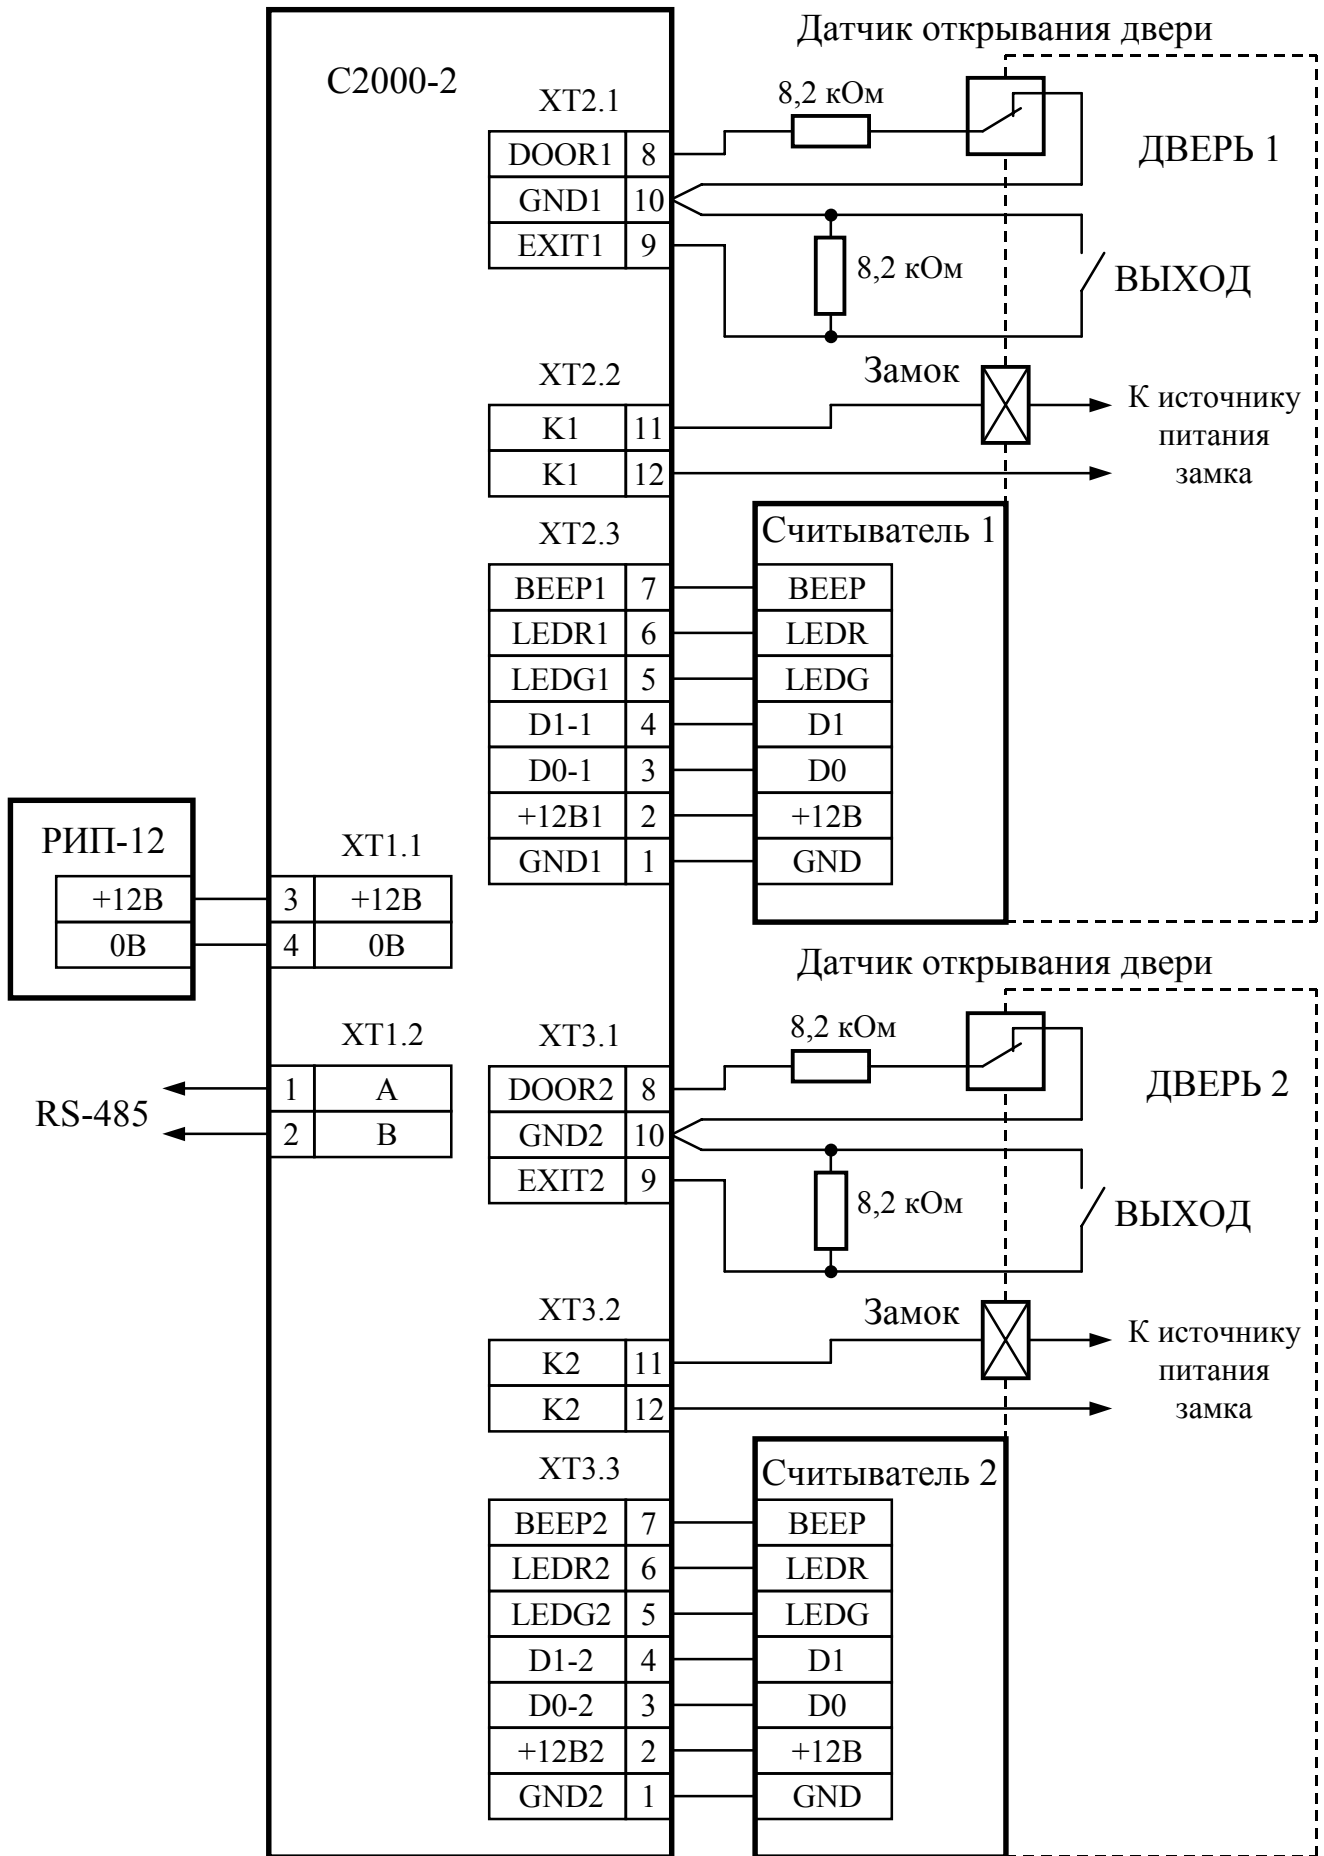 Датчик открывания двери
С2000-2
XT2.1
8,2 кОм
DOOR1 8
ДВЕРЬ 1
GND1 10
EXIT1 9
8,2 кОм
ВЫХОД
XT2.2
Замок
К источнику
питания
замка
K1 11
K1 12
XT2.3
Считыватель 1
BEEP1 7 BEEP
LEDR1 6 LEDR
LEDG1 5 LEDG
D1-1 4 D1
D0-1 3 D0
+12В1 2 +12В
GND1 1 GND
РИП-12
XT1.1
+12В 3 +12В
0В 4 0В
Датчик открывания двери
XT1.2
XT3.1
8,2 кОм
RS-485
1 A
2 B
DOOR2 8
ДВЕРЬ 2
GND2 10
EXIT2 9
8,2 кОм
ВЫХОД
XT3.2
Замок
К источнику
питания
замка
K2 11
K2 12
XT3.3
Считыватель 2
BEEP2 7 BEEP
LEDR2 6 LEDR
LEDG2 5 LEDG
D1-2 4 D1
D0-2 3 D0
+12В2 2 +12В
GND2 1 GND